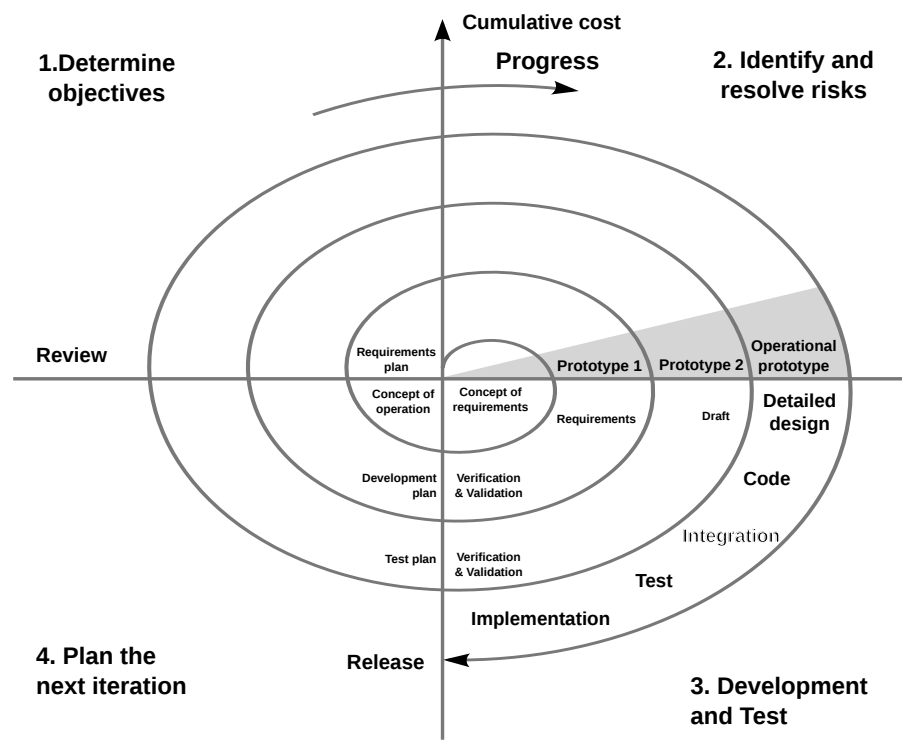 Cumulative cost
Progress
1.Determine
objectives
2. Identify and
resolve risks
Review
Requirements
plan
Prototype 1
Prototype 2
Operational
prototype
Concept of
operation
Concept of
requirements
Requirements
Draft
Detailed
design
Development
plan
Verification
& Validation
Code
Integration
Test plan
Verification
& Validation
Test
Implementation
Release
4. Plan the
next iteration
3. Development
and Test